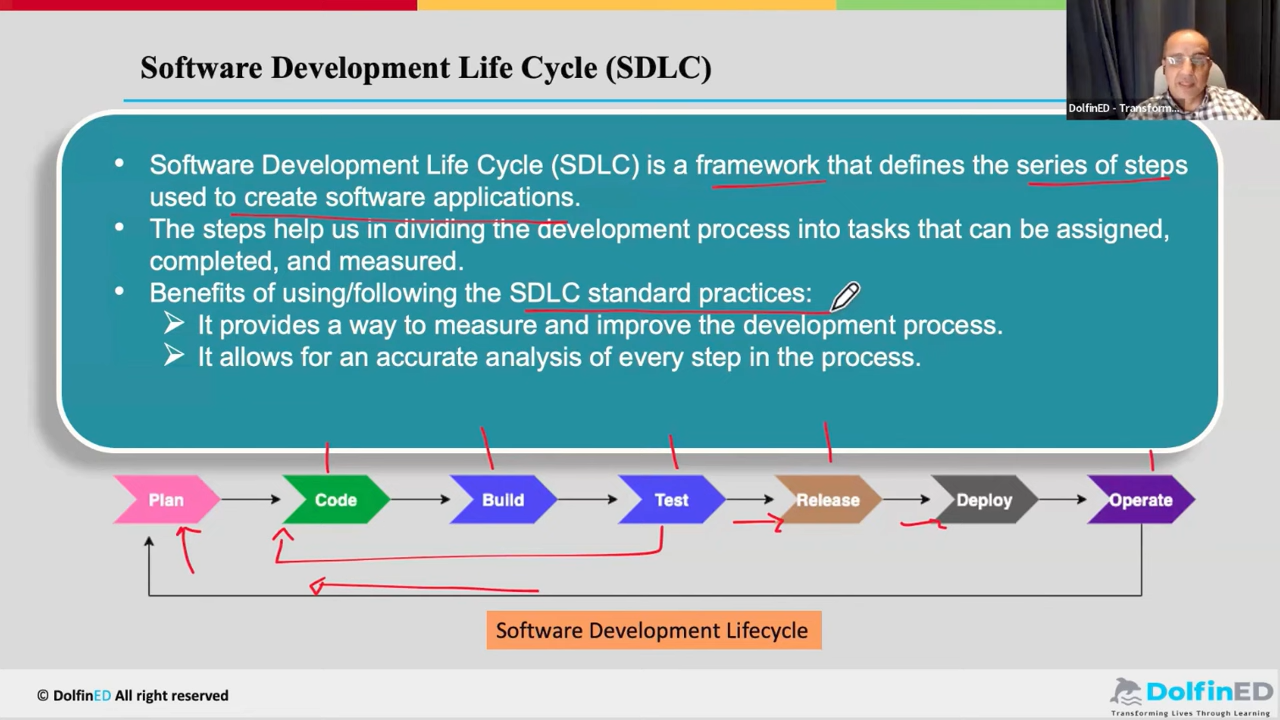 Software Development Life Cycle (SDLC)
DolfinED - Transform...
• Software Development Life Cycle (SDLC) is a framework that defines the series of steps
used to create software applications.
• The steps help us in dividing the development process into tasks that can be assigned,
completed, and measured.
• Benefits of using/following the SDLC standard practices:
➢ It provides a way to measure and improve the development process.
➢ It allows for an accurate analysis of every step in the process.
Plan Code Build Test Release Deploy Operate
Software Development Lifecycle
© DolfinED All right reserved
DolfinED
Transforming Lives Through Learning